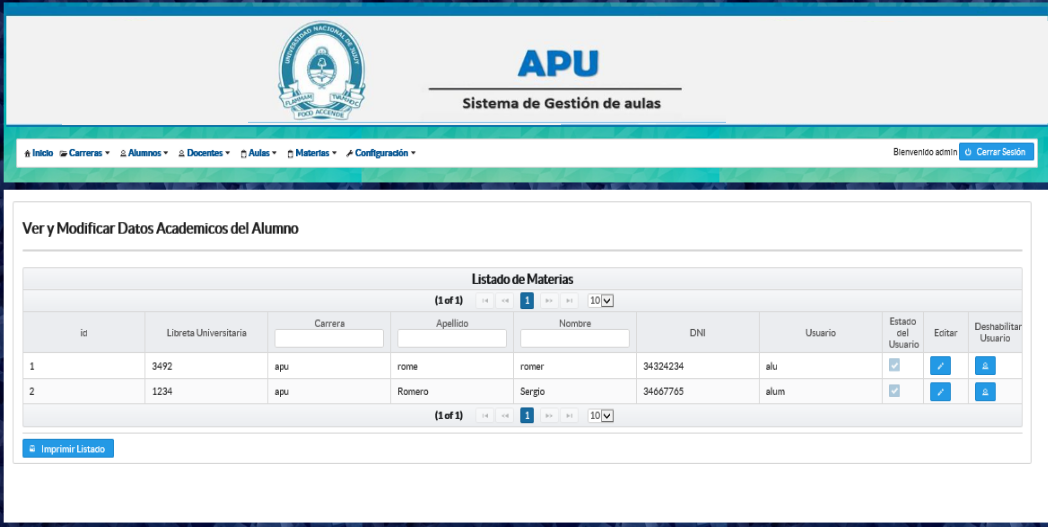 UNIVERSIDAD NACIONAL DE JUJUY
FLAMMAM
FOCO ACCENDE
APU
Sistema de Gestión de aulas
Inicio Carreras Alumnos Docentes Aulas Materias Configuración Bienvenido admin Cerrar Sesión
Ver y Modificar Datos Academicos del Alumno
Listado de Materias
(1 of 1) 1 10
id Libreta Universitaria Carrera Apellido Nombre DNI Usuario Estado del Usuario Editar Deshabilitar Usuario
1 3492 apu rome romer 34324234 alu
2 1234 apu Romero Sergio 34667765 alum
(1 of 1) 1 10
Imprimir Listado